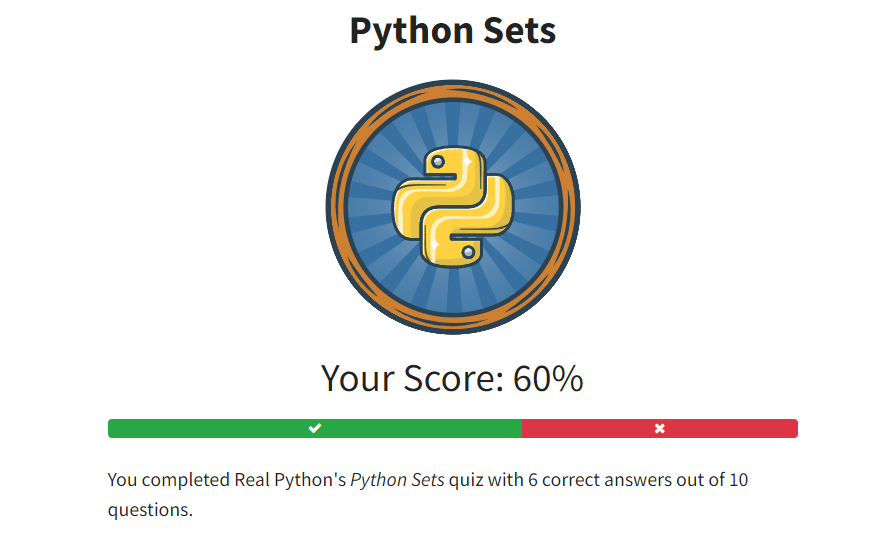 Python Sets
Your Score: 60%
You completed Real Python's Python Sets quiz with 6 correct answers out of 10
questions.